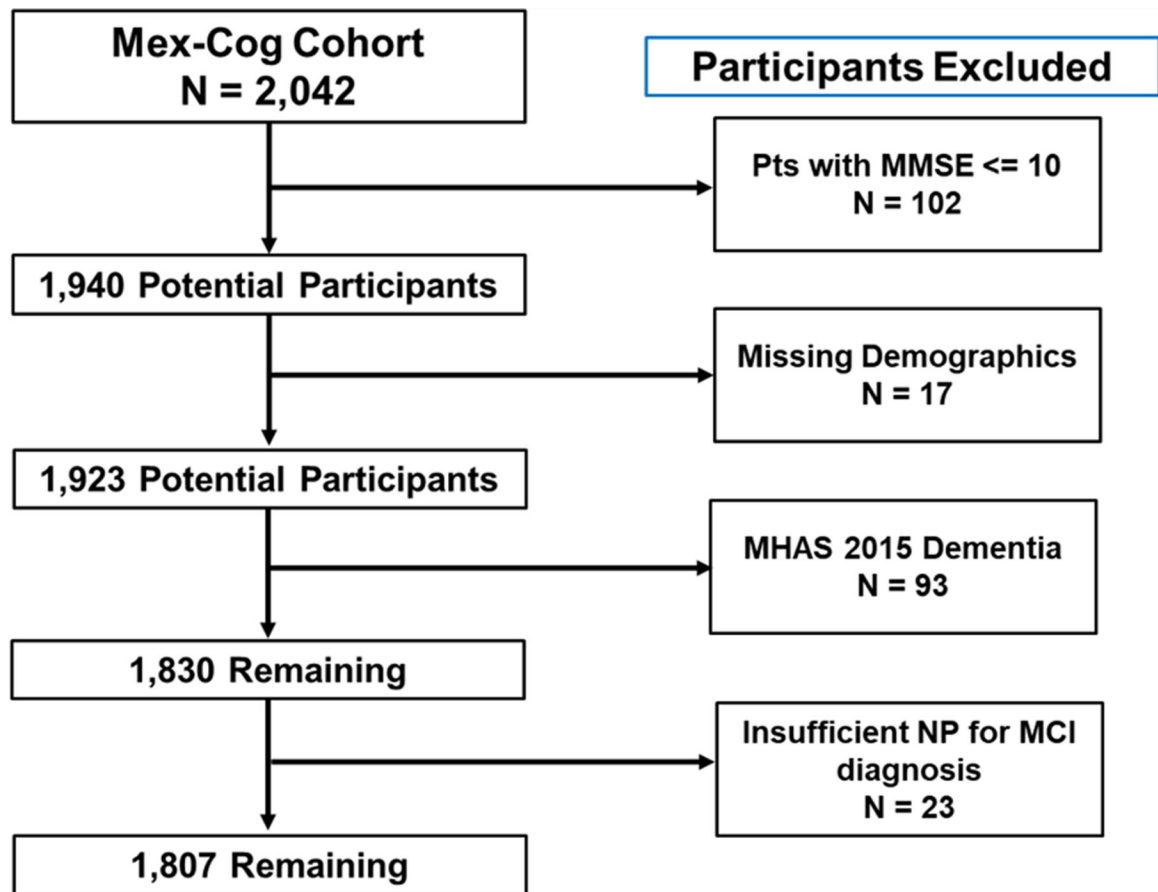 Mex-Cog Cohort
N = 2,042
Participants Excluded
Pts with MMSE <= 10
N = 102
1,940 Potential Participants
Missing Demographics
N = 17
1,923 Potential Participants
MHAS 2015 Dementia
N = 93
1,830 Remaining
Insufficient NP for MCI
diagnosis
N = 23
1,807 Remaining